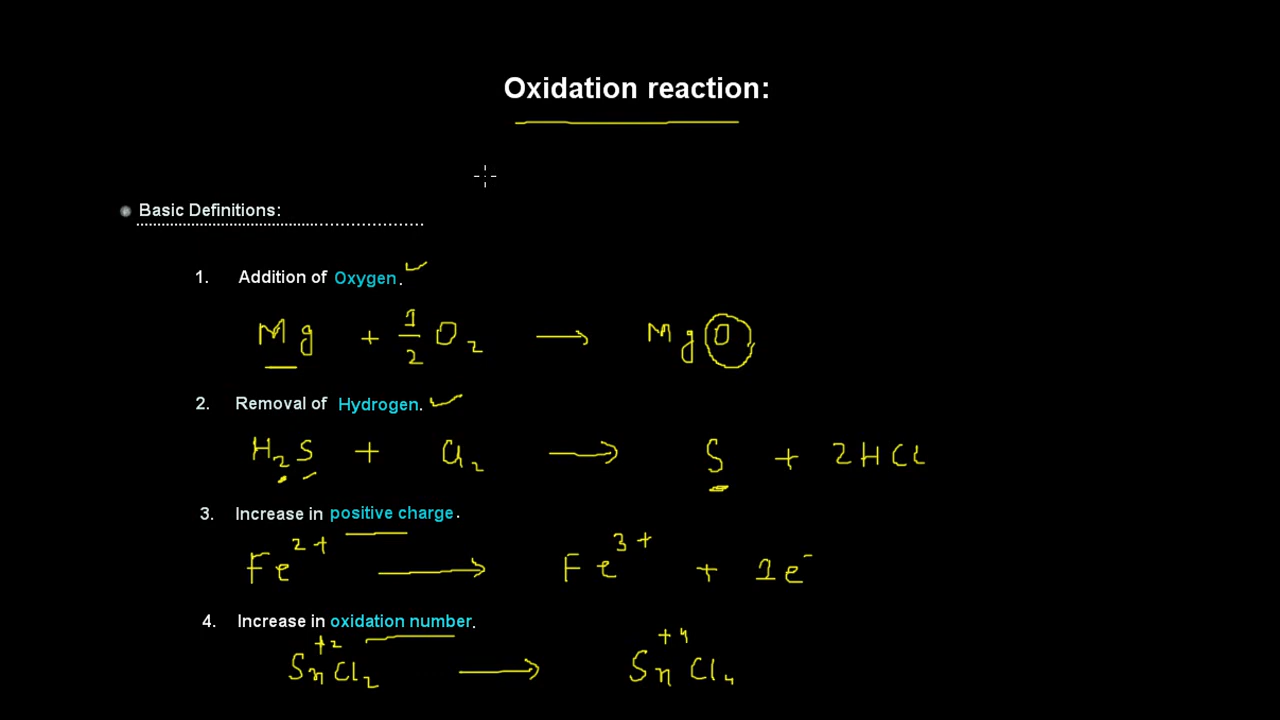 Oxidation reaction:
Basic Definitions:
1. Addition of Oxygen.
Mg + 1/2 O₂ → MgO
2. Removal of Hydrogen.
H₂S + Cl₂ → S + 2HCl
3. Increase in positive charge.
Fe²⁺ → Fe³⁺ + 1e⁻
4. Increase in oxidation number.
+2 +4
SnCl₂ → SnCl₄